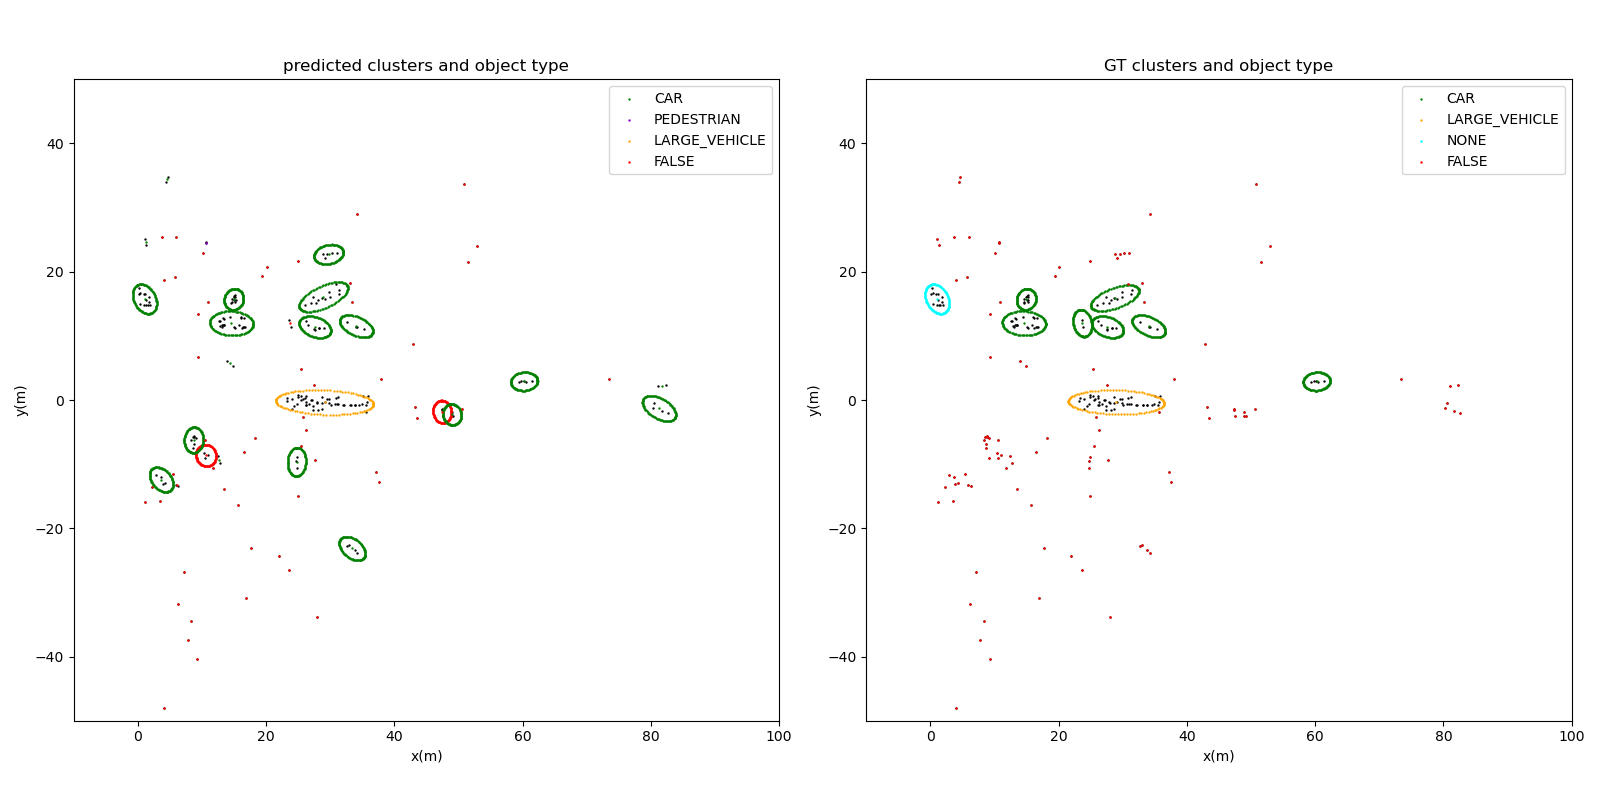 predicted clusters and object type
CAR
PEDESTRIAN
LARGE_VEHICLE
FALSE
40
20
0
−20
−40
y(m)
0
20
40
60
80
100
x(m)
GT clusters and object type
CAR
LARGE_VEHICLE
NONE
FALSE
40
20
0
−20
−40
y(m)
0
20
40
60
80
100
x(m)